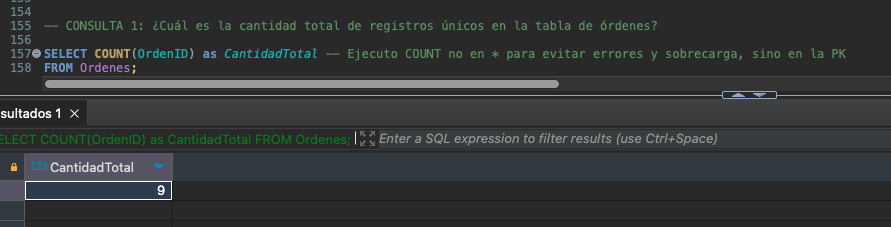 154
155 -- CONSULTA 1: ¿Cuál es la cantidad total de registros únicos en la tabla de órdenes?
156
157 SELECT COUNT(OrdenID) as CantidadTotal -- Ejecuto COUNT no en * para evitar errores y sobrecarga, sino en la PK
158 FROM Ordenes;
sultados 1
ELECT COUNT(OrdenID) as CantidadTotal FROM Ordenes; Enter a SQL expression to filter results (use Ctrl+Space)
123 CantidadTotal
9